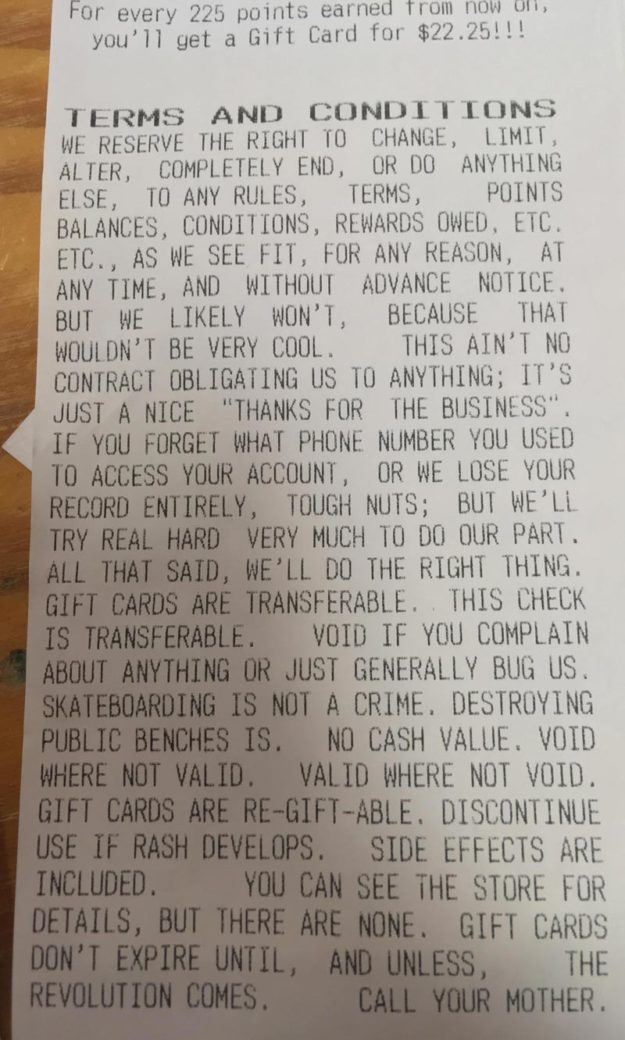 For every 225 points earned from now on,
you'll get a Gift Card for $22.25!!!
TERMS AND CONDITIONS
WE RESERVE THE RIGHT TO CHANGE, LIMIT,
ALTER, COMPLETELY END, OR DO ANYTHING
ELSE, TO ANY RULES, TERMS, POINTS
BALANCES, CONDITIONS, REWARDS OWED, ETC.
ETC., AS WE SEE FIT, FOR ANY REASON, AT
ANY TIME, AND WITHOUT ADVANCE NOTICE.
BUT WE LIKELY WON'T, BECAUSE THAT
WOULDN'T BE VERY COOL. THIS AIN'T NO
CONTRACT OBLIGATING US TO ANYTHING; IT'S
JUST A NICE "THANKS FOR THE BUSINESS".
IF YOU FORGET WHAT PHONE NUMBER YOU USED
TO ACCESS YOUR ACCOUNT, OR WE LOSE YOUR
RECORD ENTIRELY, TOUGH NUTS; BUT WE'LL
TRY REAL HARD VERY MUCH TO DO OUR PART.
ALL THAT SAID, WE'LL DO THE RIGHT THING.
GIFT CARDS ARE TRANSFERABLE. THIS CHECK
IS TRANSFERABLE. VOID IF YOU COMPLAIN
ABOUT ANYTHING OR JUST GENERALLY BUG US.
SKATEBOARDING IS NOT A CRIME. DESTROYING
PUBLIC BENCHES IS. NO CASH VALUE. VOID
WHERE NOT VALID. VALID WHERE NOT VOID.
GIFT CARDS ARE RE-GIFT-ABLE. DISCONTINUE
USE IF RASH DEVELOPS. SIDE EFFECTS ARE
INCLUDED. YOU CAN SEE THE STORE FOR
DETAILS, BUT THERE ARE NONE. GIFT CARDS
DON'T EXPIRE UNTIL, AND UNLESS, THE
REVOLUTION COMES. CALL YOUR MOTHER.